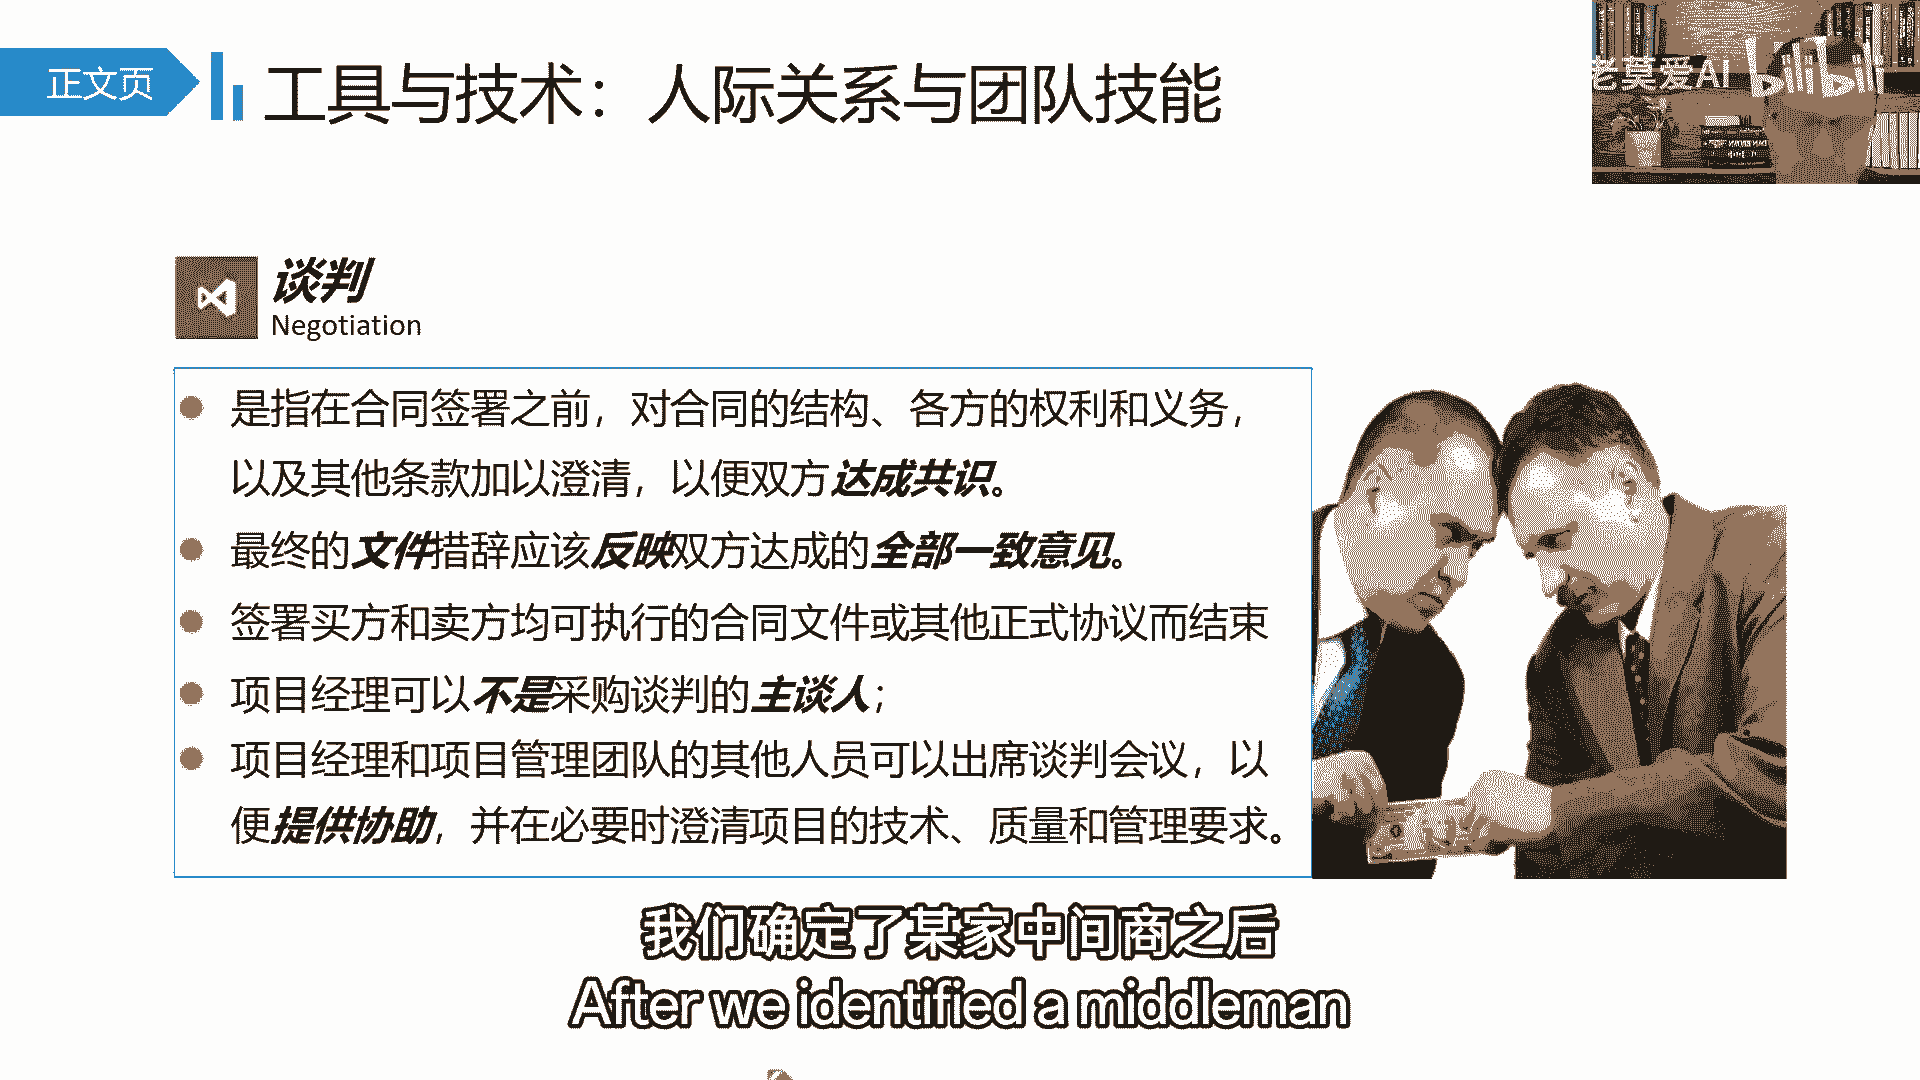 正文页
工具与技术：人际关系与团队技能
老莫爱AI
bilibili
谈判
Negotiation
是指在合同签署之前，对合同的结构、各方的权利和义务，
以及其他条款加以澄清，以便双方达成共识。
最终的文件措辞应该反映双方达成的全部一致意见。
签署买方和卖方均可执行的合同文件或其他正式协议而结束
项目经理可以不是采购谈判的主谈人；
项目经理和项目管理团队的其他人员可以出席谈判会议，以
便提供协助，并在必要时澄清项目的技术、质量和管理要求。
我们确定了某家中间商之后
After we identified a middleman